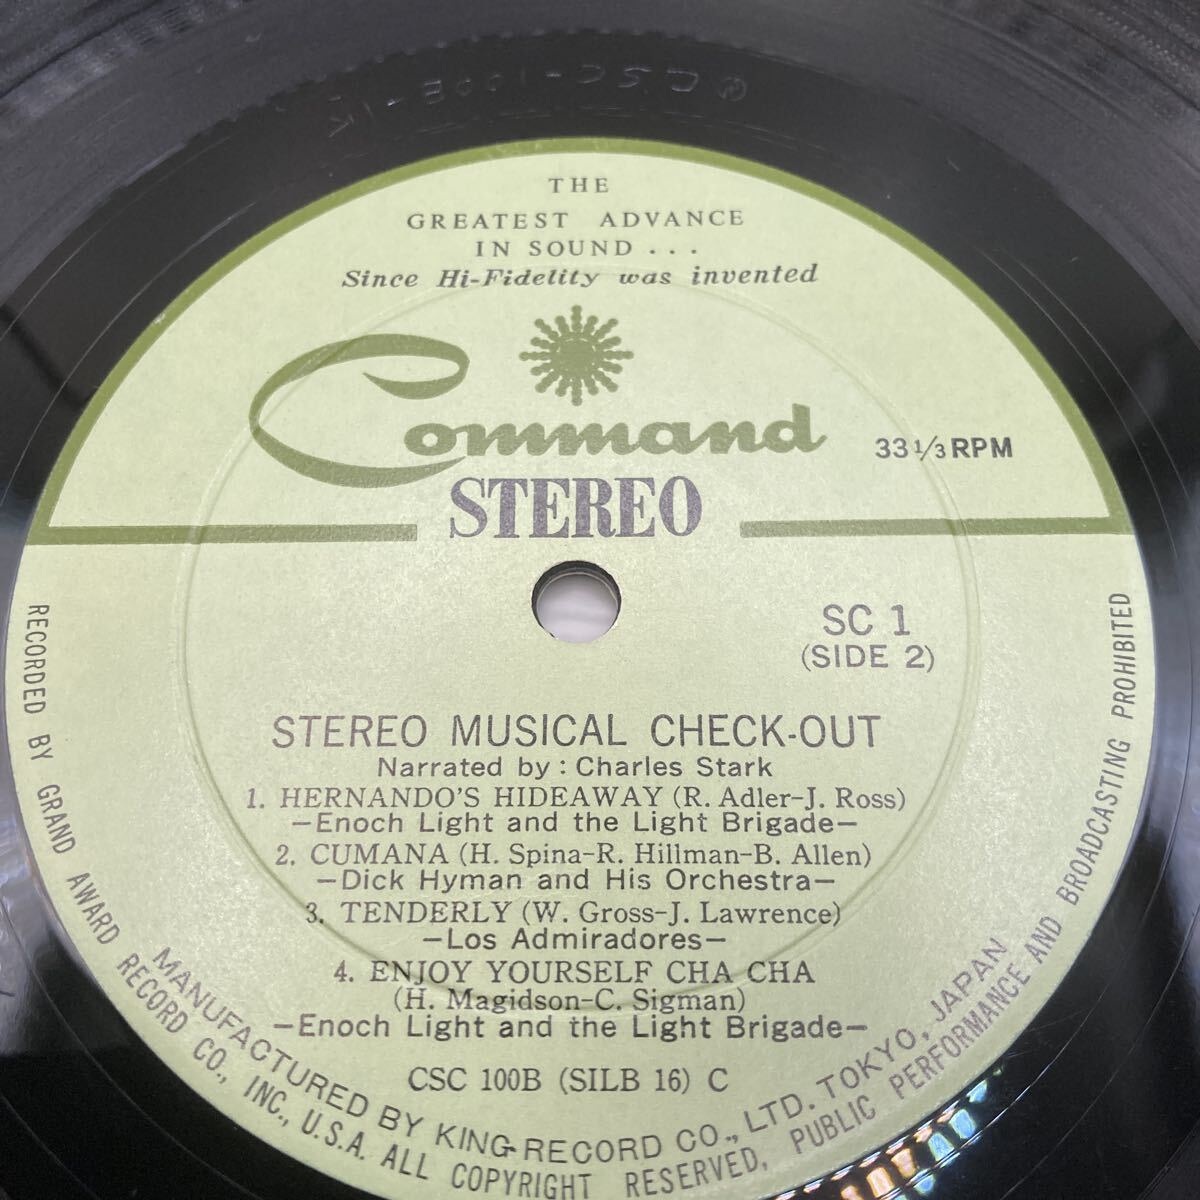 THE
GREATEST ADVANCE
IN SOUND...
Since Hi-Fidelity was invented
Command
STEREO
33 1/3 RPM
SC 1
(SIDE 2)
STEREO MUSICAL CHECK-OUT
Narrated by : Charles Stark
1. HERNANDO'S HIDEAWAY (R. Adler-J. Ross)
—Enoch Light and the Light Brigade—
2. CUMANA (H. Spina-R. Hillman-B. Allen)
—Dick Hyman and His Orchestra—
3. TENDERLY (W. Gross-J. Lawrence)
—Los Admiradores—
4. ENJOY YOURSELF CHA CHA
(H. Magidson-C. Sigman)
—Enoch Light and the Light Brigade—
CSC 100B (SILB 16) C
MANUFACTURED BY KING RECORD CO., LTD. TOKYO, JAPAN
RECORDED BY GRAND AWARD RECORD CO., INC., U.S.A. ALL COPYRIGHT RESERVED, PUBLIC PERFORMANCE AND BROADCASTING PROHIBITED